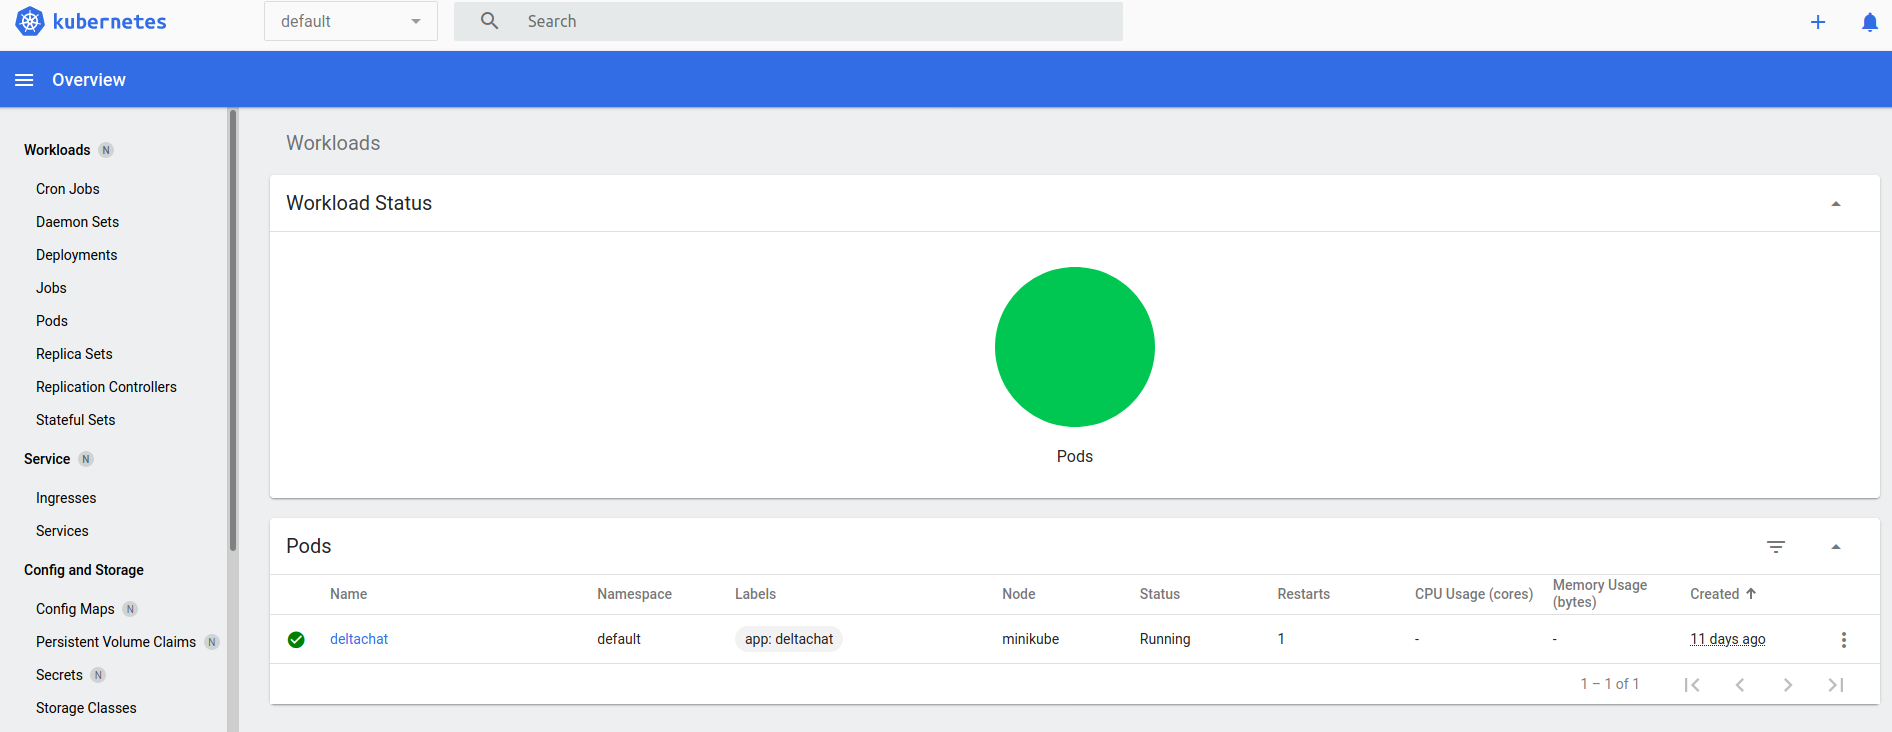 kubernetes
default
Search
Overview
Workloads N
Cron Jobs
Daemon Sets
Deployments
Jobs
Pods
Replica Sets
Replication Controllers
Stateful Sets
Service N
Ingresses
Services
Config and Storage
Config Maps N
Persistent Volume Claims N
Secrets N
Storage Classes
Workloads
Workload Status
Pods
Pods
Name Namespace Labels Node Status Restarts CPU Usage (cores) Memory Usage (bytes) Created
deltachat default app: deltachat minikube Running 1 - - 11 days ago
1 – 1 of 1